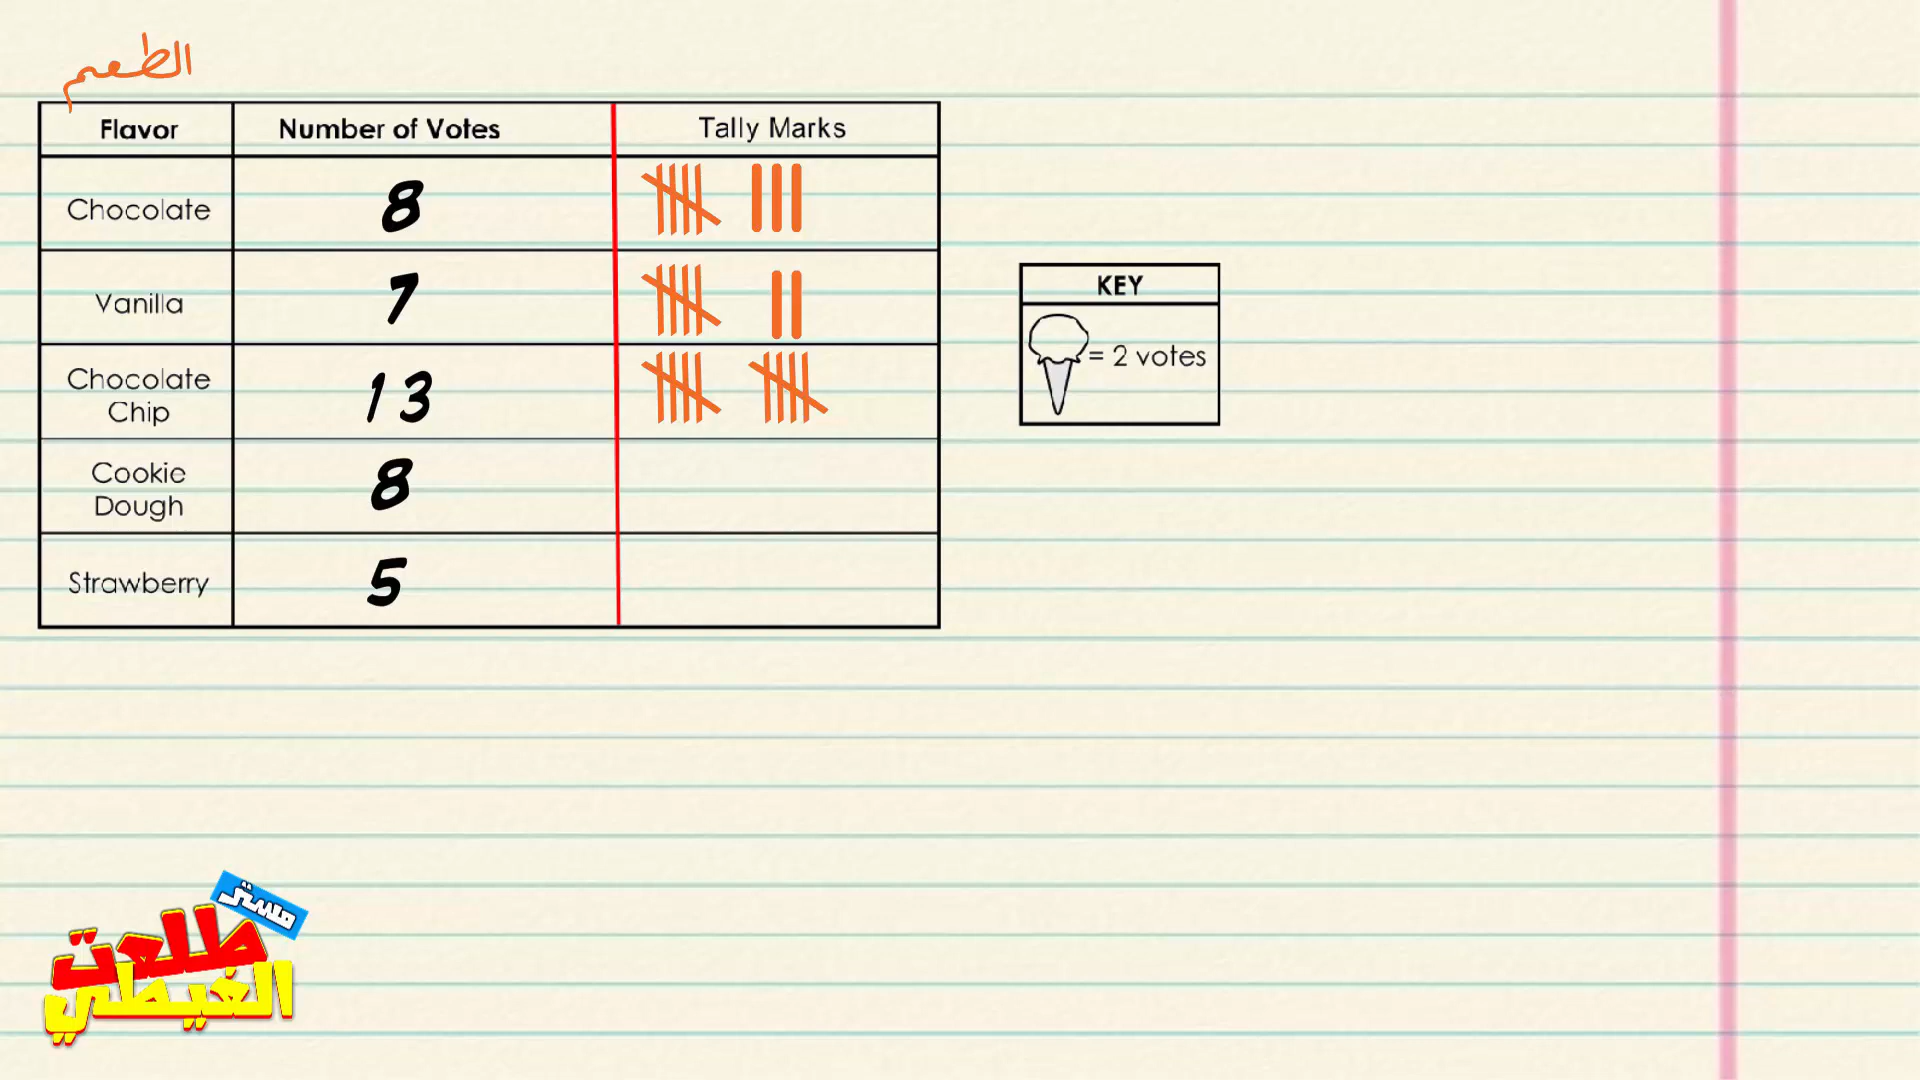 الطعم
Flavor Number of Votes Tally Marks
Chocolate 8
Vanilla 7
Chocolate
Chip 13
Cookie
Dough 8
Strawberry 5
KEY
= 2 votes
مستر
طلعت
الغيطي